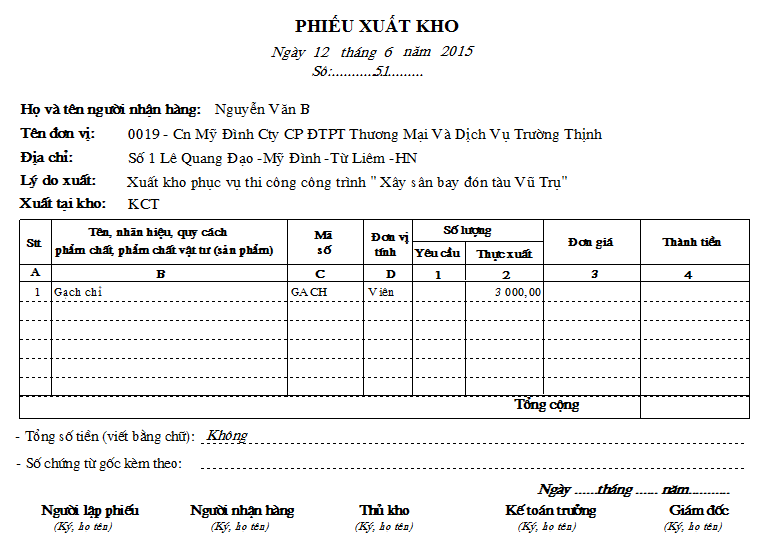 PHIẾU XUẤT KHO
Ngày 12 tháng 6 năm 2015
Số:...........51.........
Họ và tên người nhận hàng: Nguyễn Văn B
Tên đơn vị: 0019 - Cn Mỹ Đình Cty CP ĐTPT Thương Mại Và Dịch Vụ Trường Thịnh
Địa chỉ: Số 1 Lê Quang Đạo -Mỹ Đình -Từ Liêm -HN
Lý do xuất: Xuất kho phục vụ thi công công trình " Xây sân bay đón tàu Vũ Trụ"
Xuất tại kho: KCT
Stt Tên, nhãn hiệu, quy cách phẩm chất, phẩm chất vật tư (sản phẩm) Mã số Đơn vị tính Số lượng Đơn giá Thành tiền
Yêu cầu Thực xuất
A B C D 1 2 3 4
1 Gạch chỉ GACH Viên 3 000,00
Tổng cộng
- Tổng số tiền (viết bằng chữ): Không
- Số chứng từ gốc kèm theo:
Ngày ......tháng ...... năm...........
Người lập phiếu Người nhận hàng Thủ kho Kế toán trưởng Giám đốc
(Ký, họ tên) (Ký, họ tên) (Ký, họ tên) (Ký, họ tên) (Ký, họ tên)